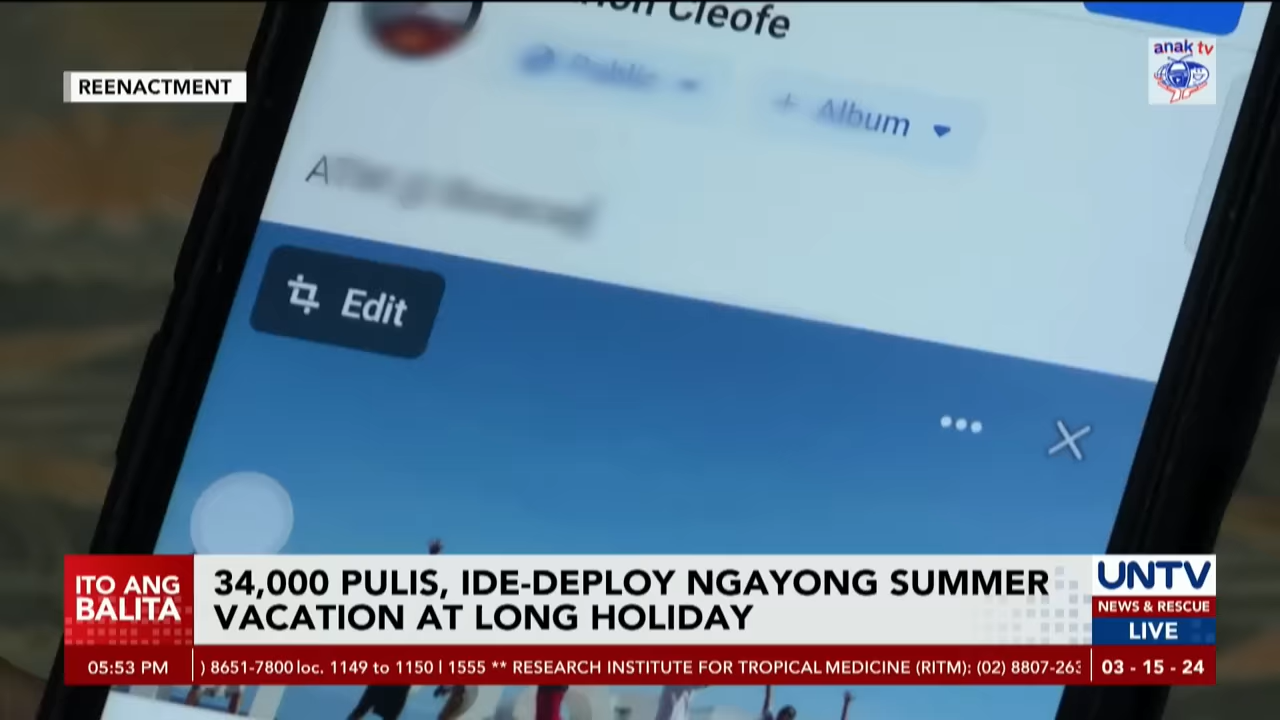 Cleofe
anak tv
REENACTMENT
Public
+ Album
Edit
ITO ANG
BALITA
34,000 PULIS, IDE-DEPLOY NGAYONG SUMMER
VACATION AT LONG HOLIDAY
UNTV
NEWS & RESCUE
LIVE
05:53 PM
) 8651-7800 loc. 1149 to 1150 | 1555 ** RESEARCH INSTITUTE FOR TROPICAL MEDICINE (RITM): (02) 8807-263
03 - 15 - 24